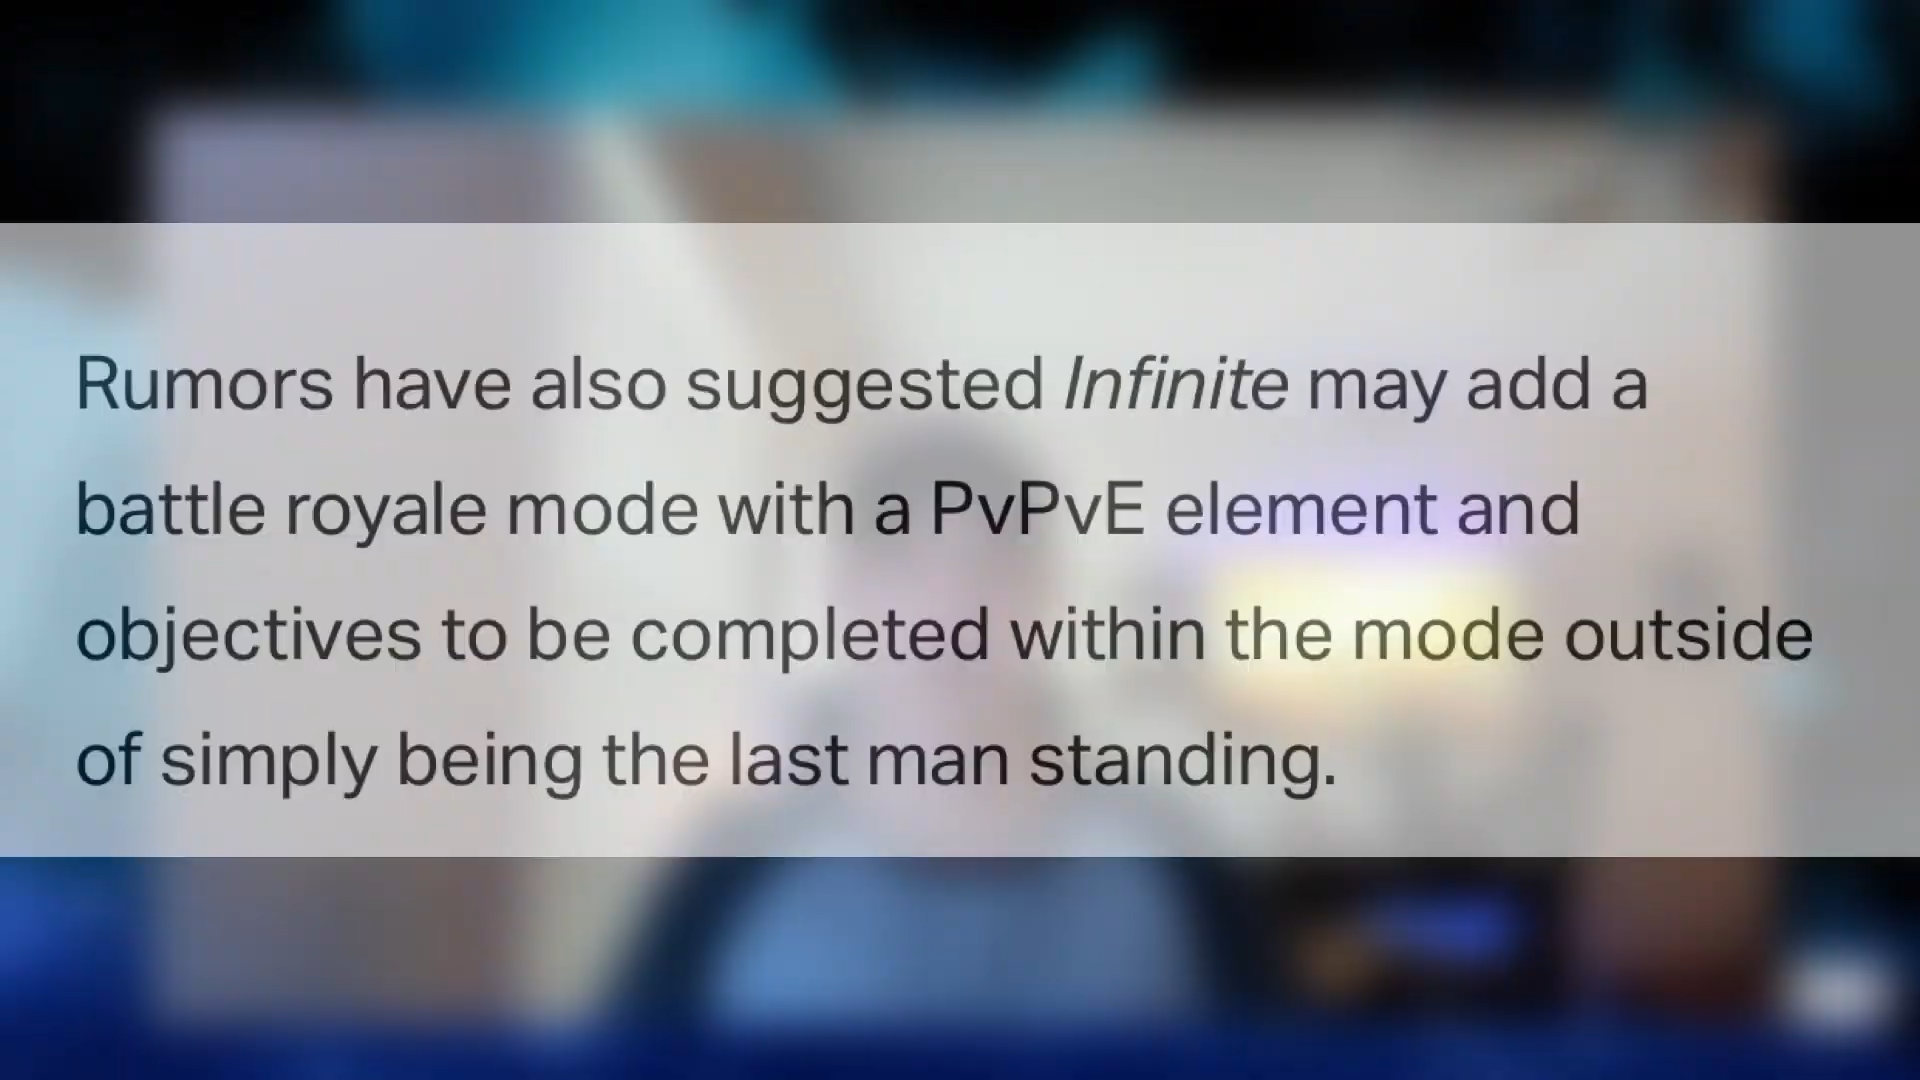 Rumors have also suggested Infinite may add a
battle royale mode with a PvPvE element and
objectives to be completed within the mode outside
of simply being the last man standing.